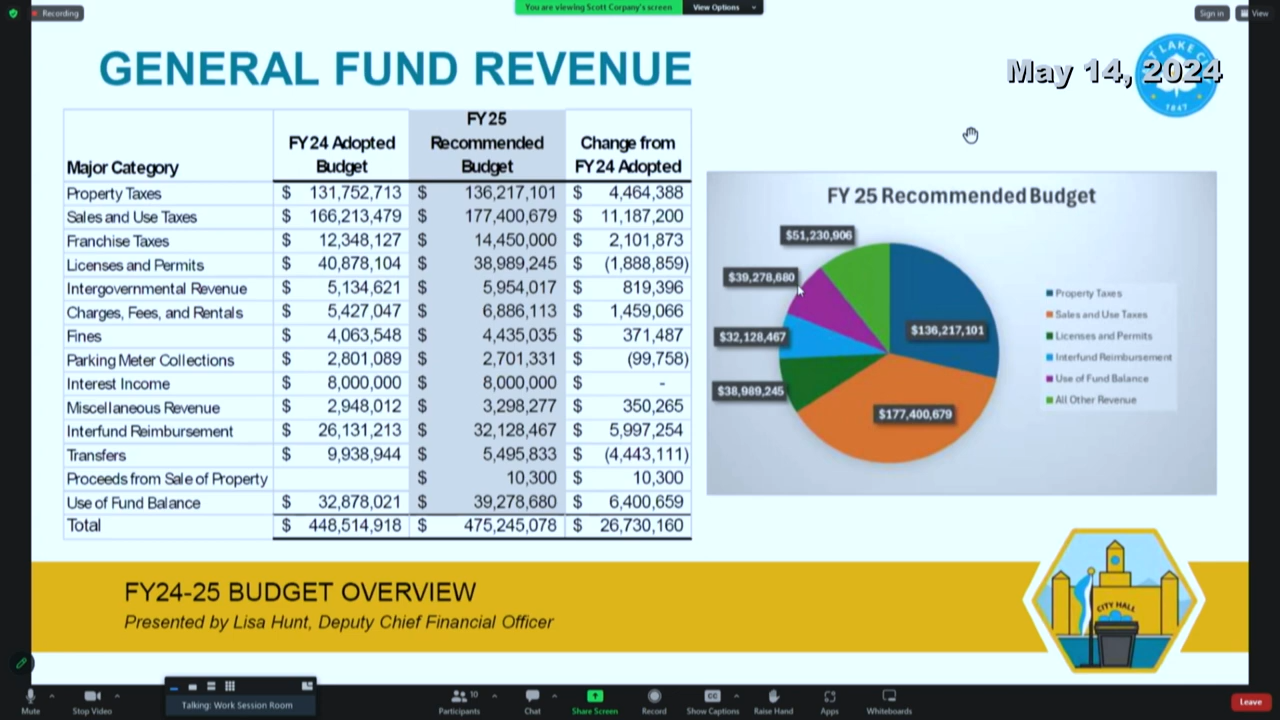 Recording
You are viewing Scott Corpany's screen
View Options
Sign in
View
GENERAL FUND REVENUE
May 14, 2024
1847
Major Category FY24 Adopted Budget FY25 Recommended Budget Change from FY24 Adopted
Property Taxes $ 131,752,713 $ 136,217,101 $ 4,464,388
Sales and Use Taxes $ 166,213,479 $ 177,400,679 $ 11,187,200
Franchise Taxes $ 12,348,127 $ 14,450,000 $ 2,101,873
Licenses and Permits $ 40,878,104 $ 38,989,245 $ (1,888,859)
Intergovernmental Revenue $ 5,134,621 $ 5,954,017 $ 819,396
Charges, Fees, and Rentals $ 5,427,047 $ 6,886,113 $ 1,459,066
Fines $ 4,063,548 $ 4,435,035 $ 371,487
Parking Meter Collections $ 2,801,089 $ 2,701,331 $ (99,758)
Interest Income $ 8,000,000 $ 8,000,000 $ -
Miscellaneous Revenue $ 2,948,012 $ 3,298,277 $ 350,265
Interfund Reimbursement $ 26,131,213 $ 32,128,467 $ 5,997,254
Transfers $ 9,938,944 $ 5,495,833 $ (4,443,111)
Proceeds from Sale of Property $ 10,300 $ 10,300
Use of Fund Balance $ 32,878,021 $ 39,278,680 $ 6,400,659
Total $ 448,514,918 $ 475,245,078 $ 26,730,160
FY 25 Recommended Budget
$51,230,906
$39,278,680
$32,128,467
$38,989,245
$136,217,101
$177,400,679
Property Taxes
Sales and Use Taxes
Licenses and Permits
Interfund Reimbursement
Use of Fund Balance
All Other Revenue
FY24-25 BUDGET OVERVIEW
Presented by Lisa Hunt, Deputy Chief Financial Officer
CITY HALL
Talking: Work Session Room
Mute
Stop Video
Participants
10
Chat
Share Screen
Record
CC
Show Captions
Raise Hand
Apps
Whiteboards
Leave